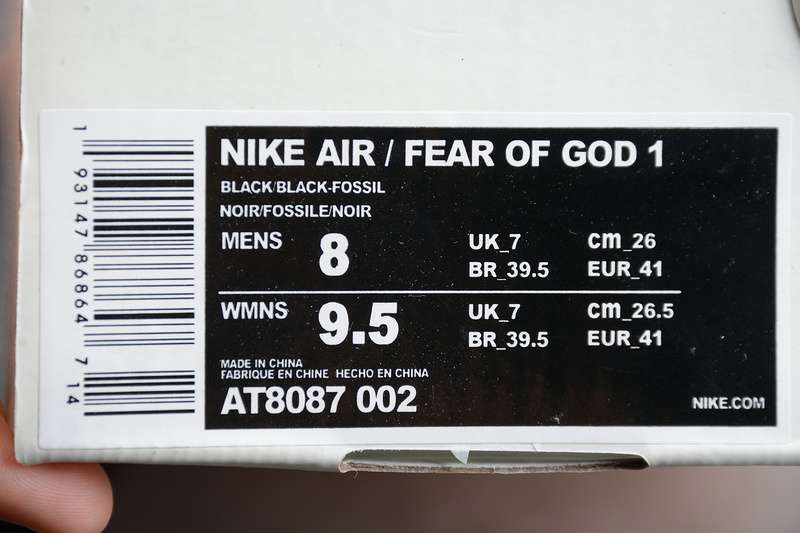 NIKE AIR / FEAR OF GOD 1
BLACK/BLACK-FOSSIL
NOIR/FOSSILE/NOIR
MENS 8 UK_7 cm_26
BR_39.5 EUR_41
WMNS 9.5 UK_7 cm_26.5
BR_39.5 EUR_41
MADE IN CHINA
FABRIQUE EN CHINE HECHO EN CHINA
AT8087 002
NIKE.COM
1 93147 86864 7 14